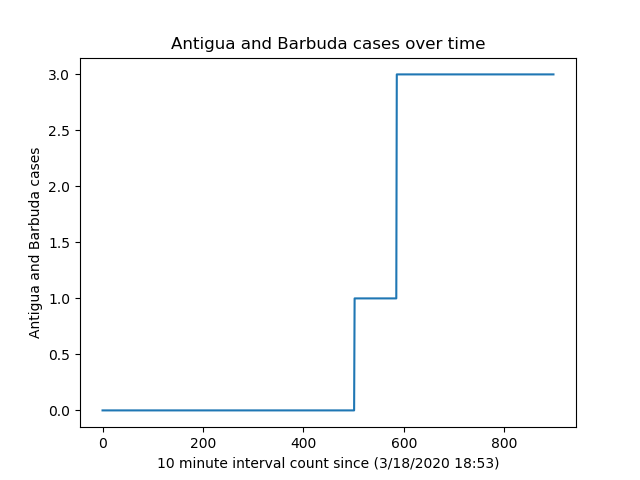 Antigua and Barbuda cases over time
Antigua and Barbuda cases
3.0
2.5
2.0
1.5
1.0
0.5
0.0
0 200 400 600 800
10 minute interval count since (3/18/2020 18:53)